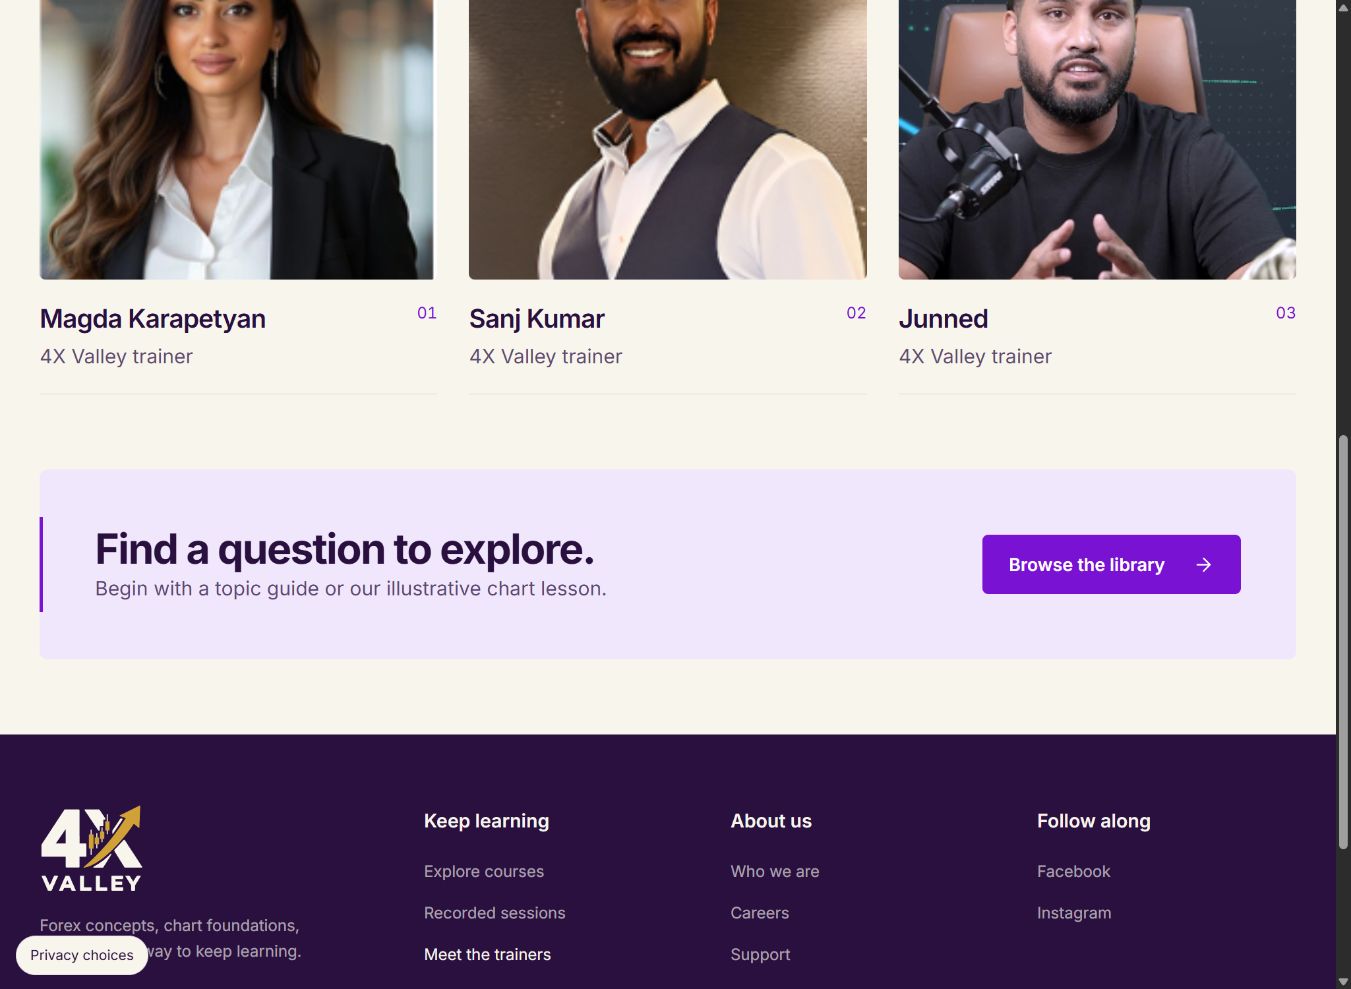 Magda Karapetyan
01
4X Valley trainer
Sanj Kumar
02
4X Valley trainer
Junned
03
4X Valley trainer
Find a question to explore.
Begin with a topic guide or our illustrative chart lesson.
Browse the library
4X
VALLEY
Forex concepts, chart foundations,
way to keep learning.
Privacy choices
Keep learning
Explore courses
Recorded sessions
Meet the trainers
About us
Who we are
Careers
Support
Follow along
Facebook
Instagram